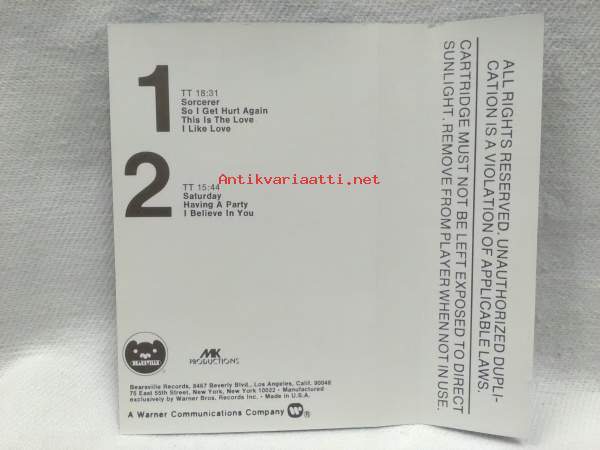 1
TT 18:31
Sorcerer
So I Get Hurt Again
This Is The Love
I Like Love
2
TT 15:44
Saturday
Having A Party
I Believe In You
Antikvariaatti.net
BEARSVILLE
MK
PRODUCTIONS
Bearsville Records, 8467 Beverly Blvd., Los Angeles, Calif. 90048
75 East 55th Street, New York, New York 10022 • Manufactured
exclusively by Warner Bros. Records Inc. • Made in U.S.A.
A Warner Communications Company W ®
ALL RIGHTS RESERVED. UNAUTHORIZED DUPLI-
CATION IS A VIOLATION OF APPLICABLE LAWS.
CARTRIDGE MUST NOT BE LEFT EXPOSED TO DIRECT
SUNLIGHT. REMOVE FROM PLAYER WHEN NOT IN USE.